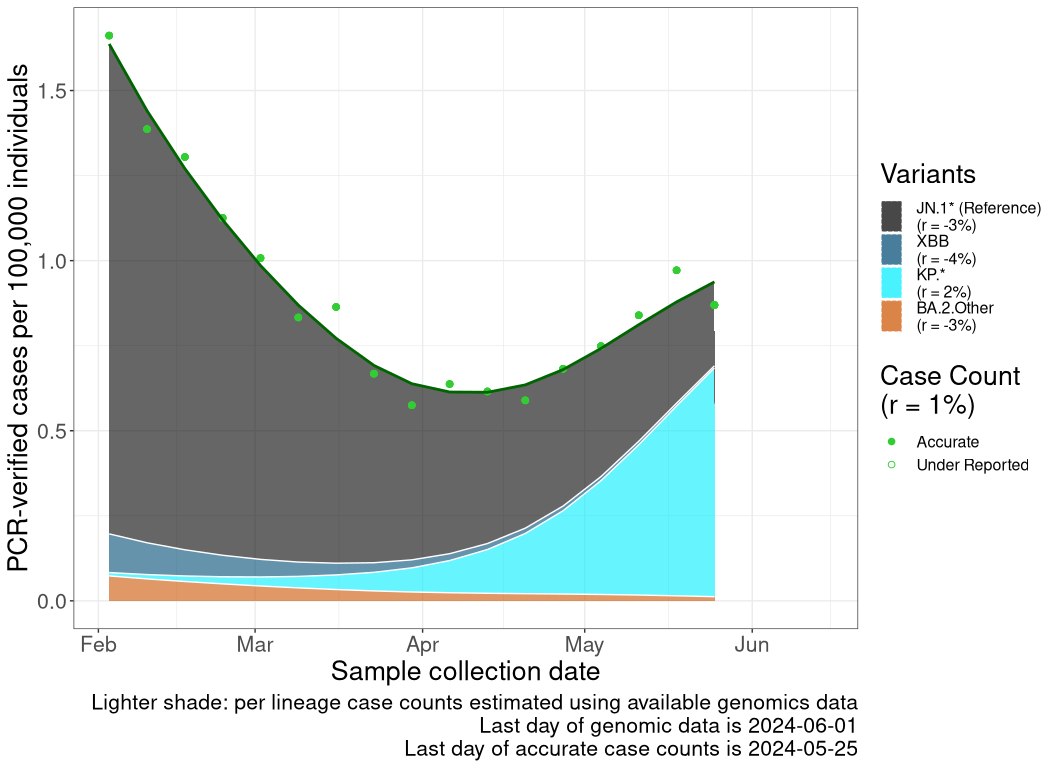 PCR-verified cases per 100,000 individuals
1.5
1.0
0.5
0.0
Feb Mar Apr May Jun
Sample collection date
Lighter shade: per lineage case counts estimated using available genomics data
Last day of genomic data is 2024-06-01
Last day of accurate case counts is 2024-05-25
Variants
JN.1* (Reference)
(r = -3%)
XBB
(r = -4%)
KP.*
(r = 2%)
BA.2.Other
(r = -3%)
Case Count
(r = 1%)
Accurate
Under Reported